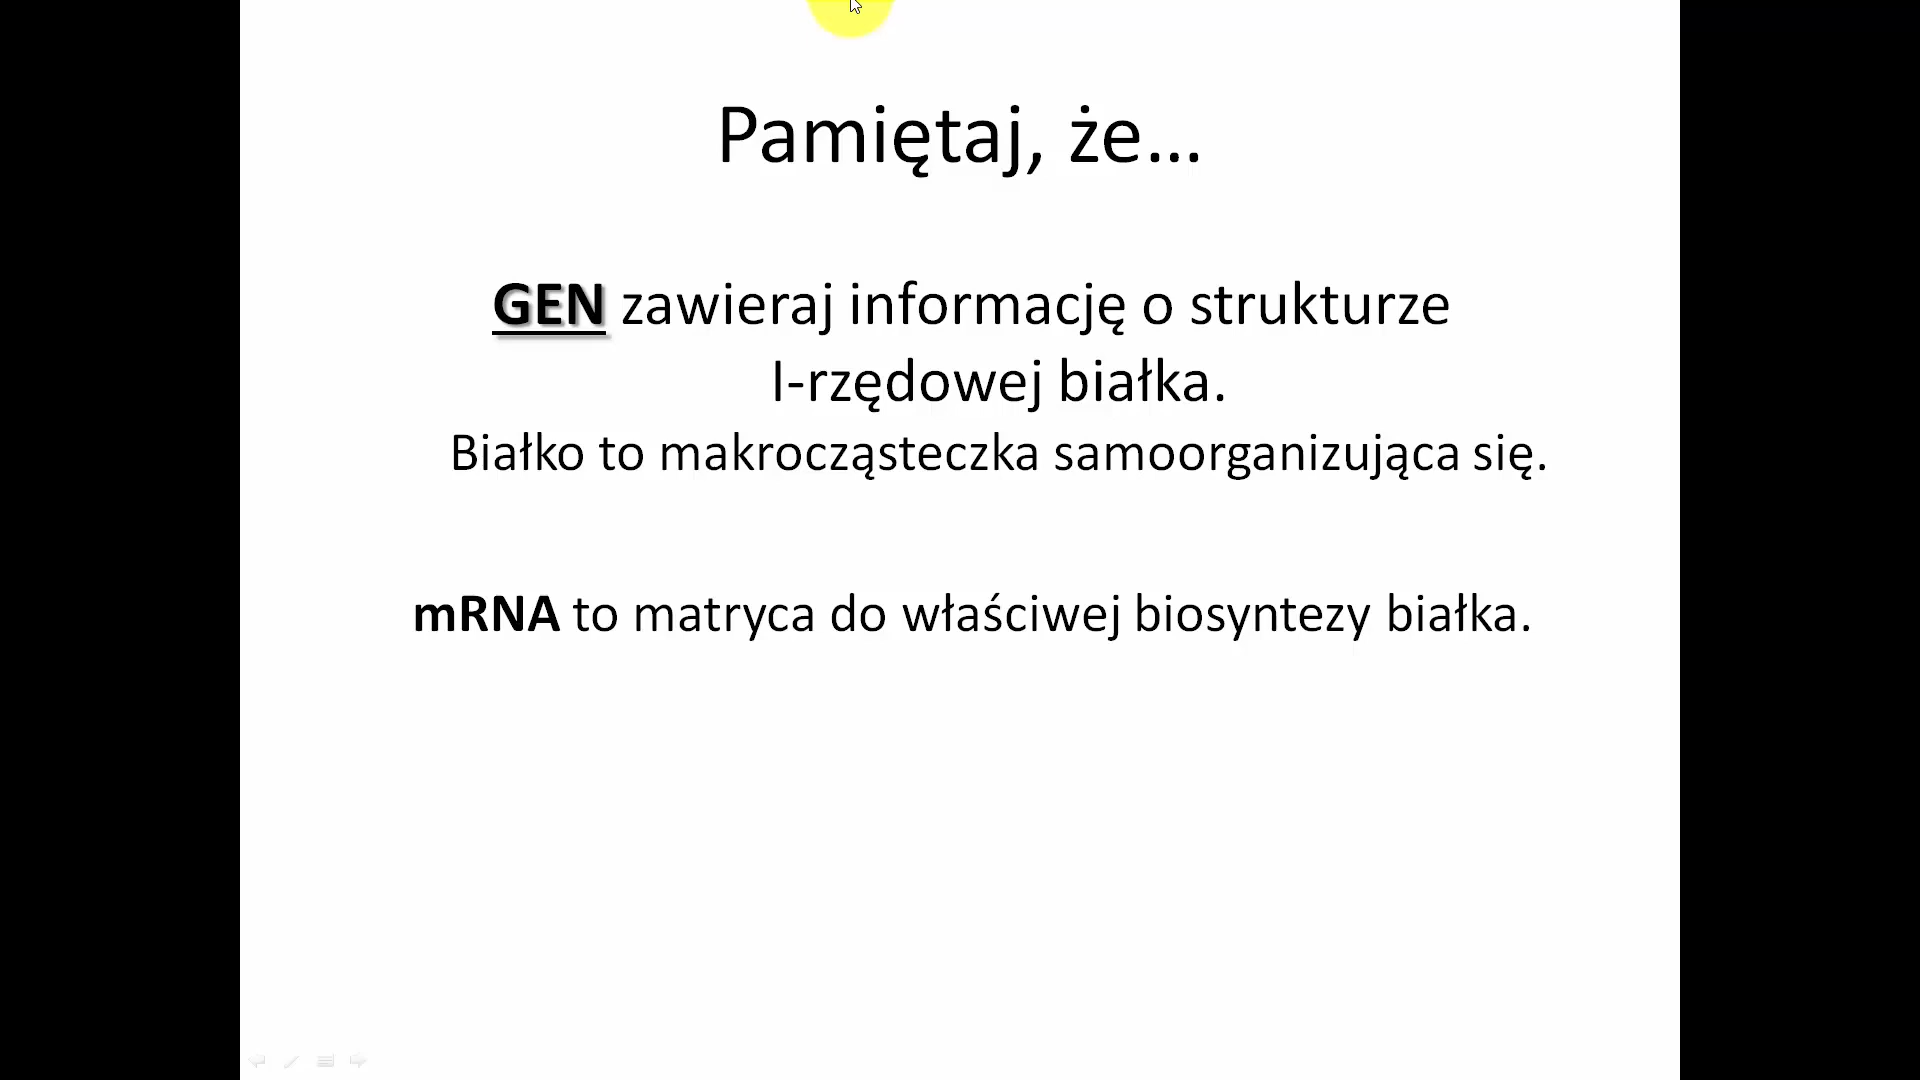 Pamiętaj, że...
GEN zawieraj informację o strukturze
I-rzędowej białka.
Białko to makrocząsteczka samoorganizująca się.
mRNA to matryca do właściwej biosyntezy białka.